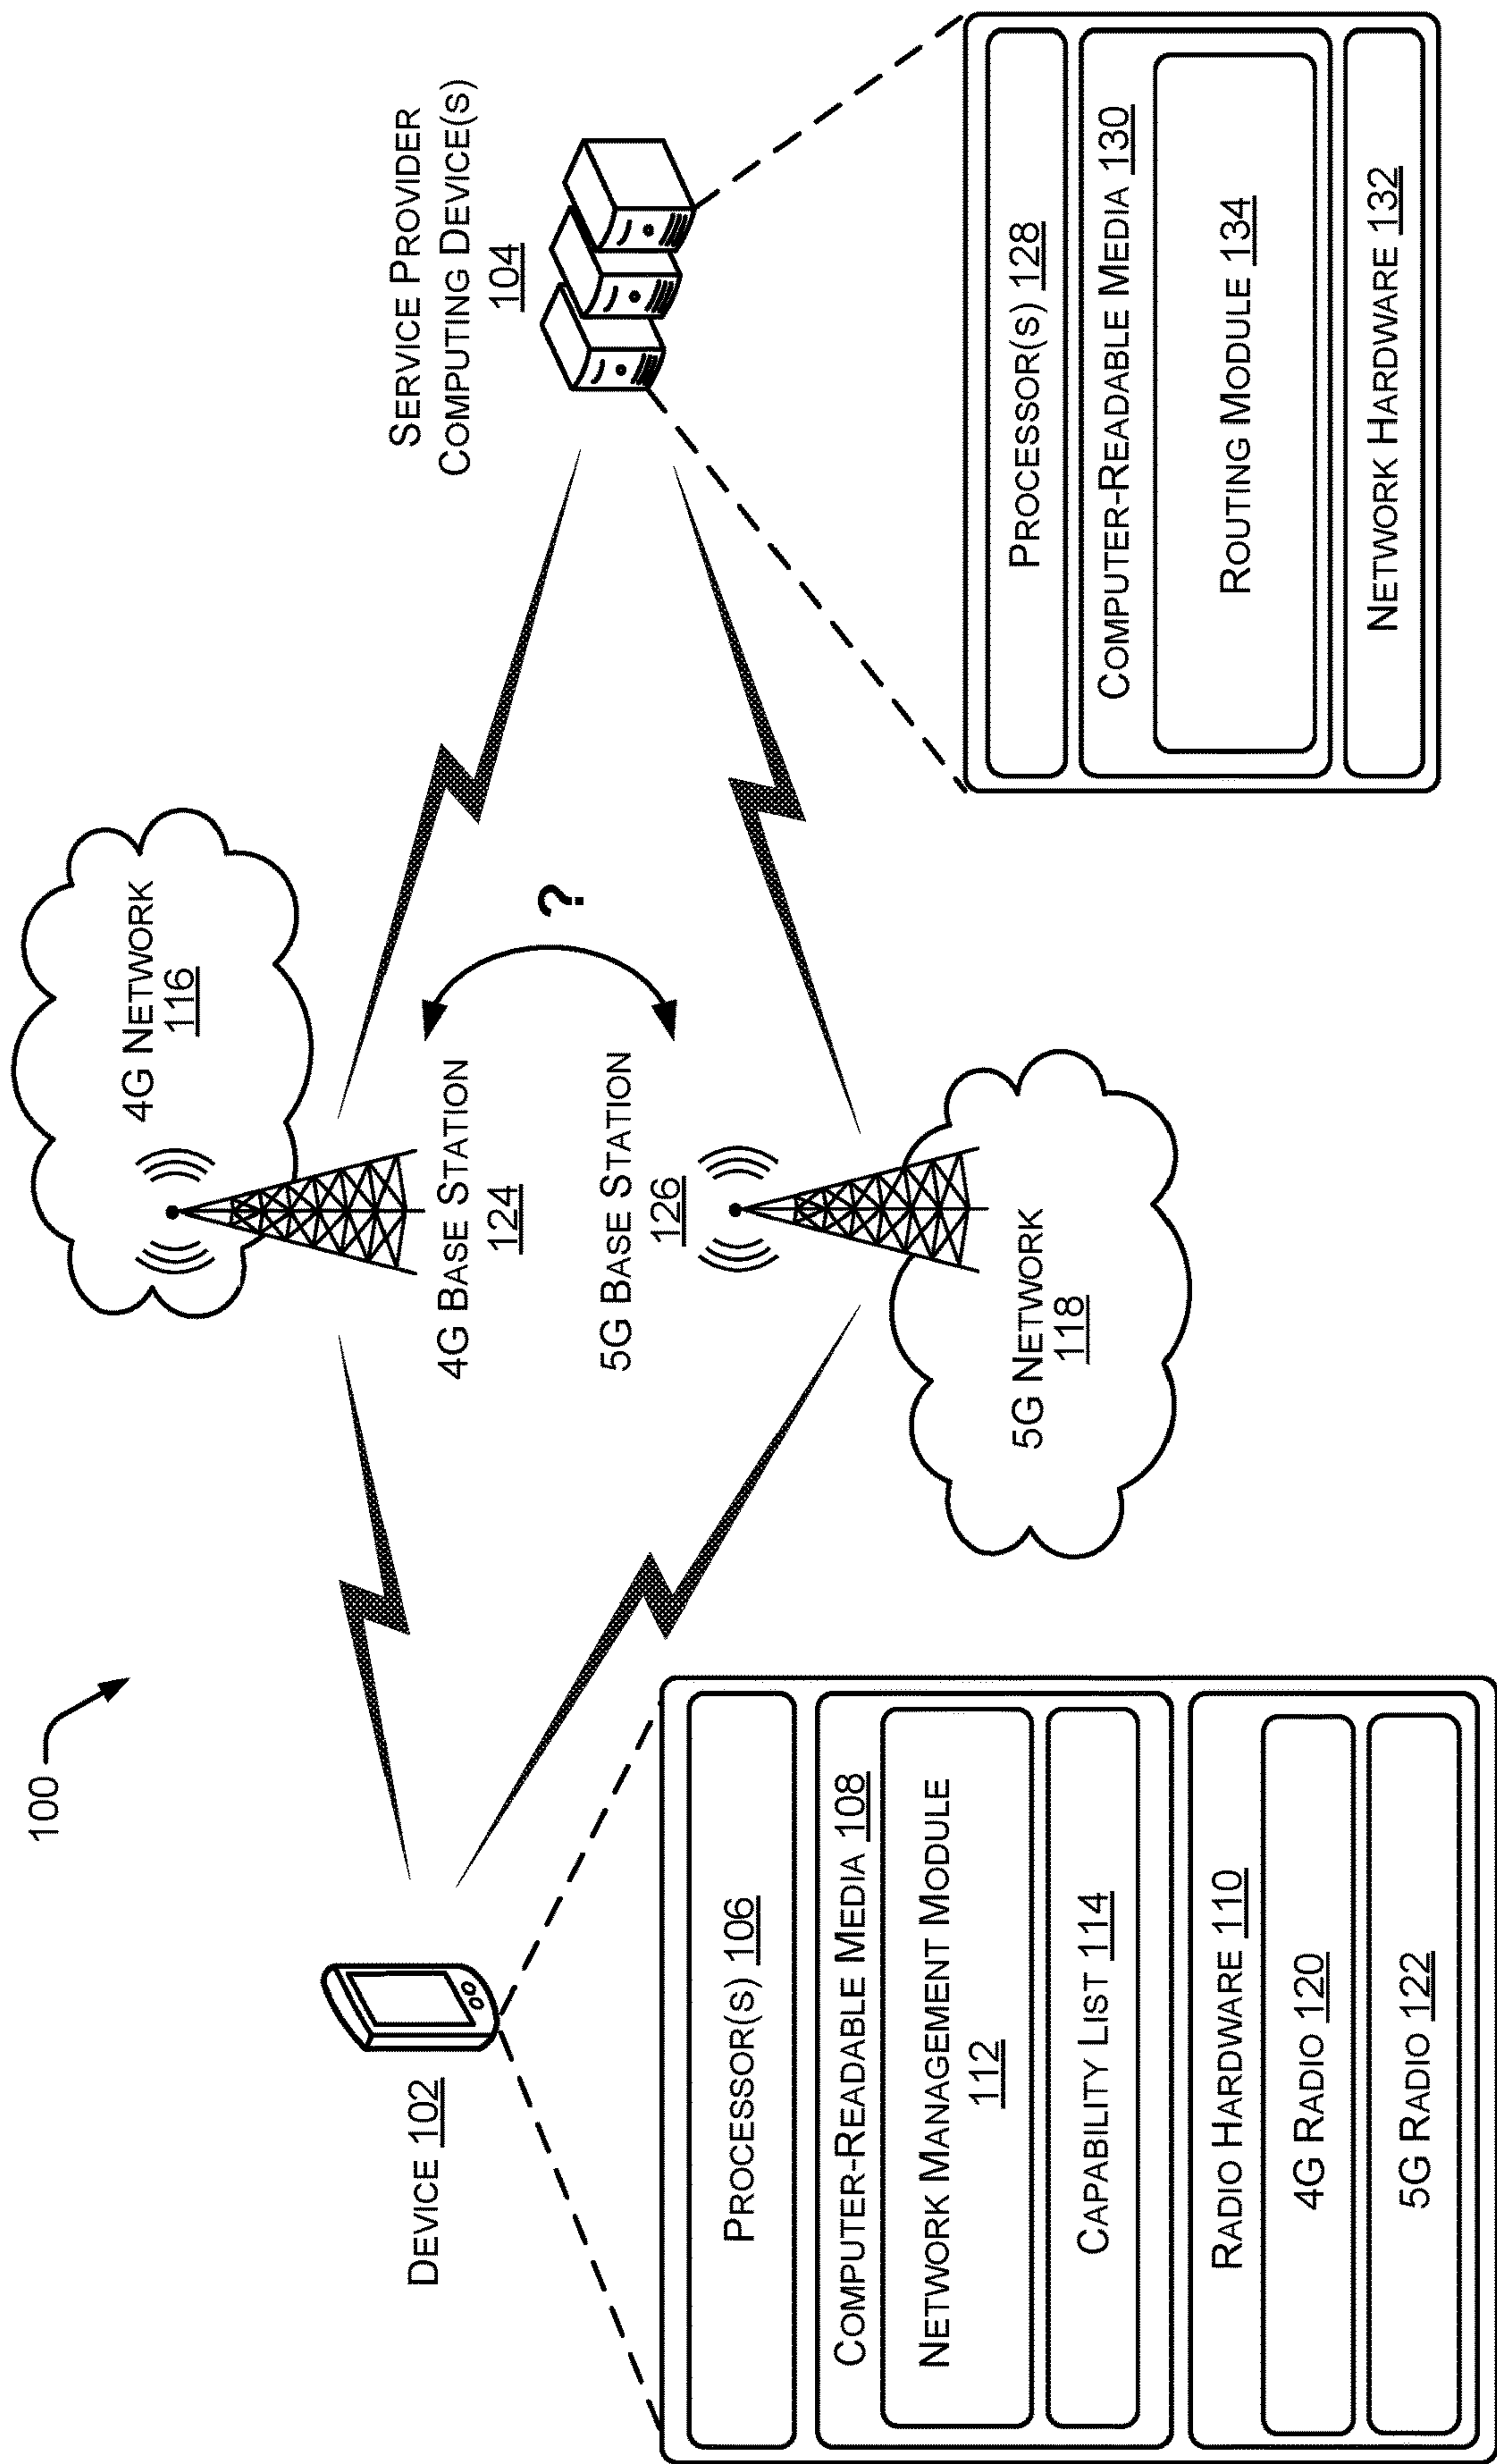 100
4G NETWORK
116
SERVICE PROVIDER
COMPUTING DEVICE(S)
104
DEVICE 102
4G BASE STATION
124
?
5G BASE STATION
126
5G NETWORK
118
PROCESSOR(S) 106
COMPUTER-READABLE MEDIA 108
NETWORK MANAGEMENT MODULE
112
CAPABILITY LIST 114
RADIO HARDWARE 110
4G RADIO 120
5G RADIO 122
PROCESSOR(S) 128
COMPUTER-READABLE MEDIA 130
ROUTING MODULE 134
NETWORK HARDWARE 132